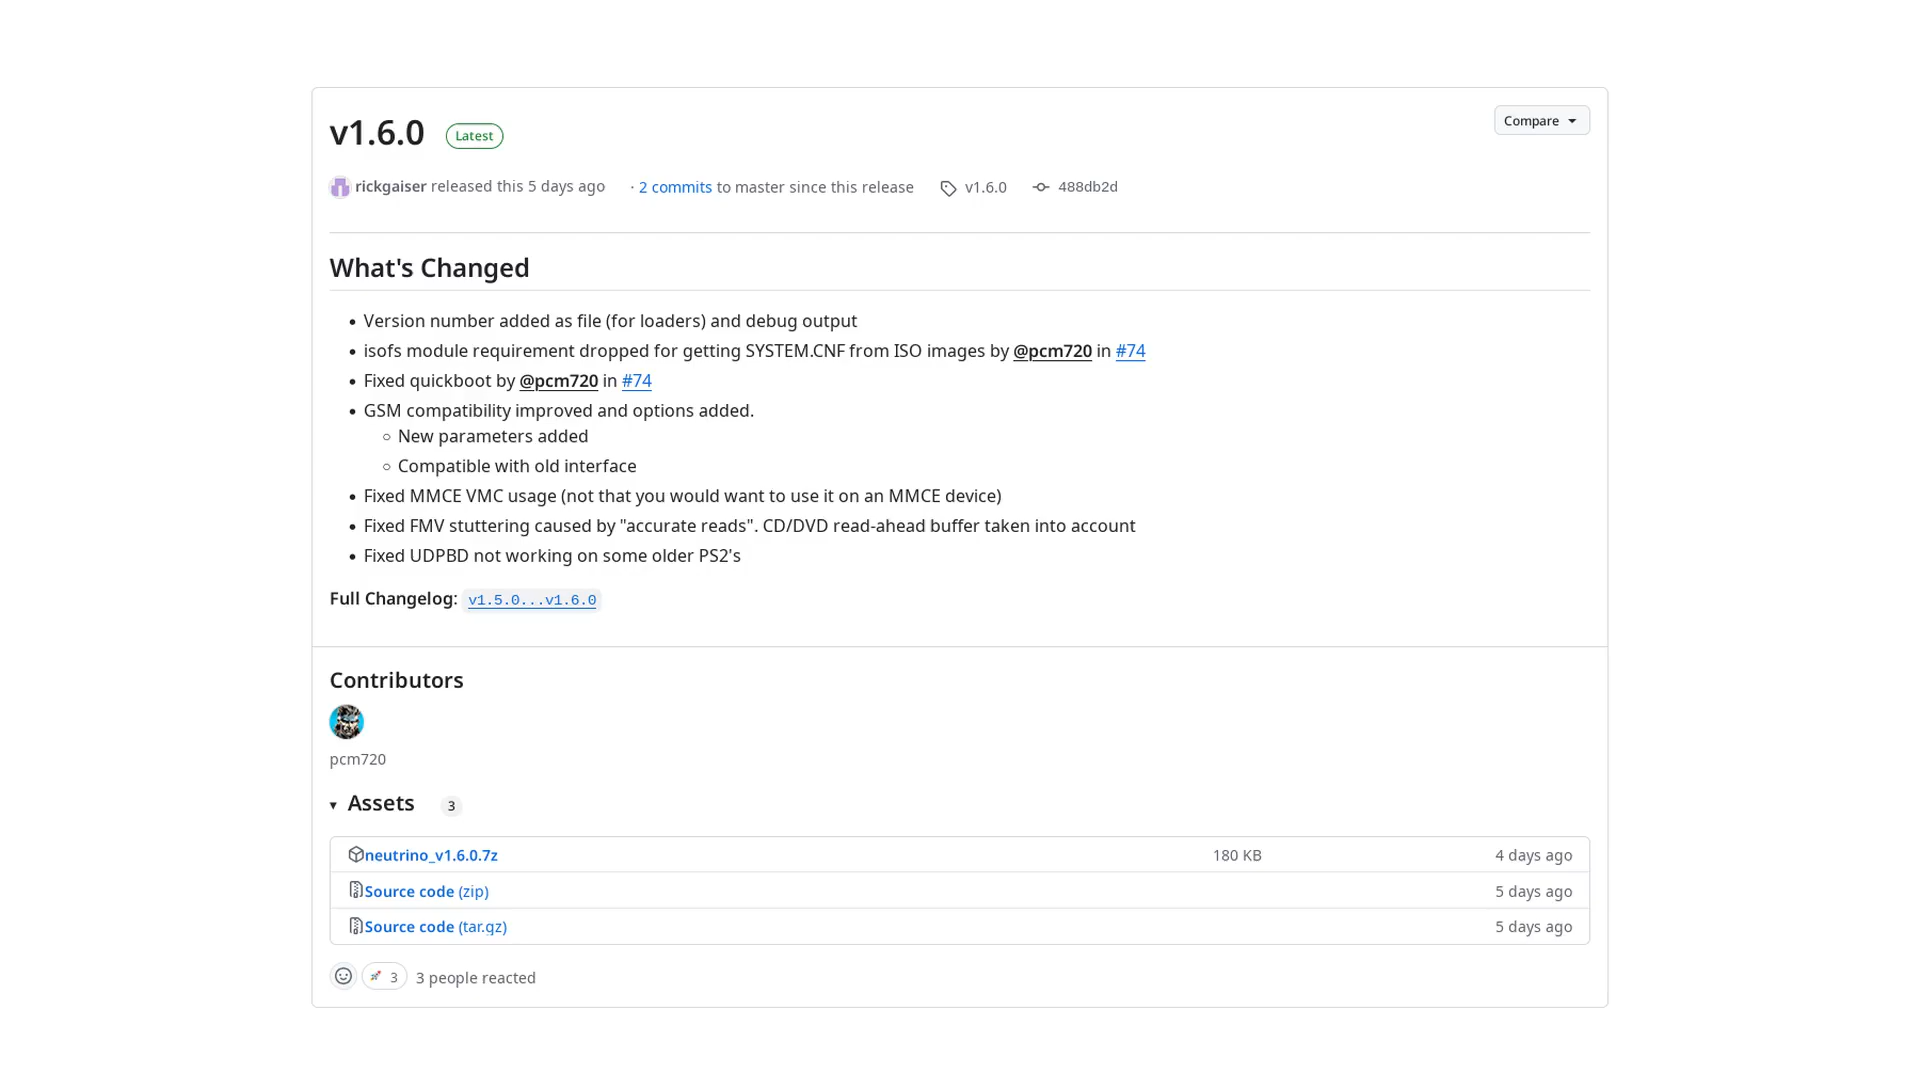 v1.6.0 Latest Compare
rickgaiser released this 5 days ago · 2 commits to master since this release v1.6.0 488db2d
What's Changed
• Version number added as file (for loaders) and debug output
• isofs module requirement dropped for getting SYSTEM.CNF from ISO images by @pcm720 in #74
• Fixed quickboot by @pcm720 in #74
• GSM compatibility improved and options added.
◦ New parameters added
◦ Compatible with old interface
• Fixed MMCE VMC usage (not that you would want to use it on an MMCE device)
• Fixed FMV stuttering caused by "accurate reads". CD/DVD read-ahead buffer taken into account
• Fixed UDPBD not working on some older PS2's
Full Changelog: v1.5.0...v1.6.0
Contributors
pcm720
Assets 3
neutrino_v1.6.0.7z 180 KB 4 days ago
Source code (zip) 5 days ago
Source code (tar.gz) 5 days ago
3 3 people reacted